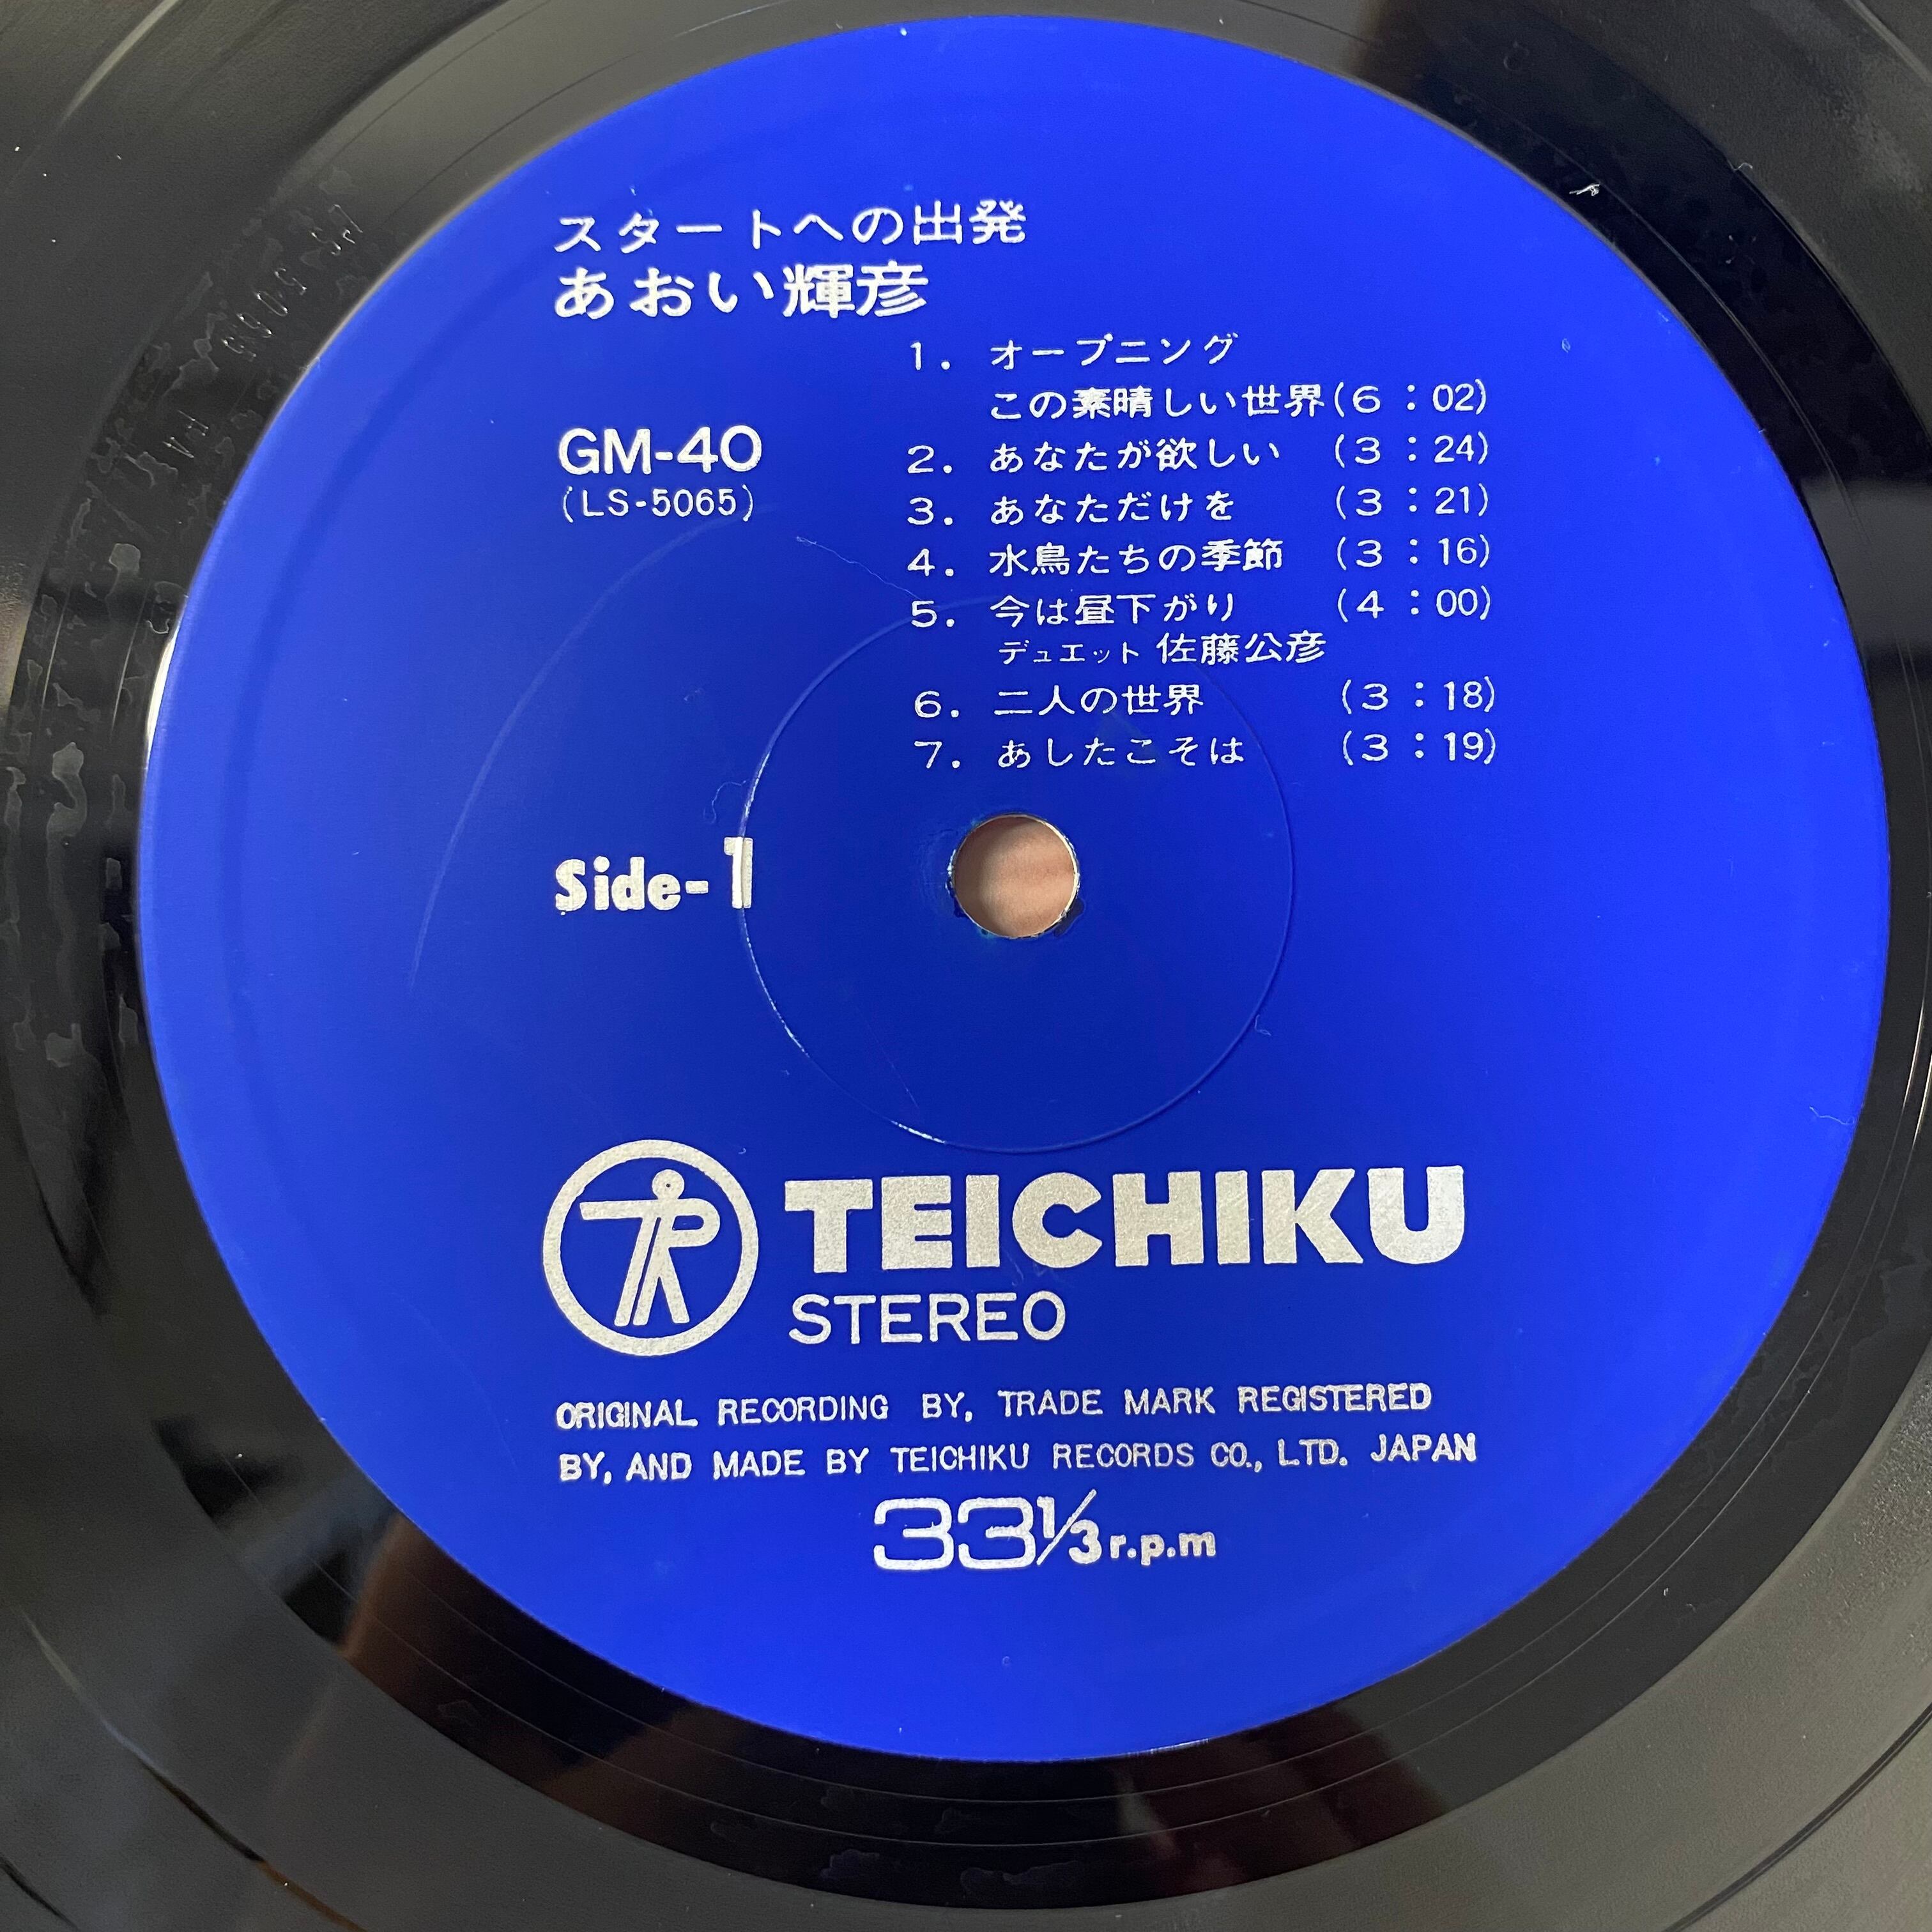 スタートへの出発
あおい輝彦
1. オープニング
この素晴しい世界(6:02)
GM-40
(LS-5065)
2. あなたが欲しい (3:24)
3. あなただけを (3:21)
4. 水鳥たちの季節 (3:16)
5. 今は昼下がり (4:00)
デュエット 佐藤公彦
6. 二人の世界 (3:18)
7. あしたこそは (3:19)
Side-1
TR TEICHIKU
STEREO
ORIGINAL RECORDING BY, TRADE MARK REGISTERED
BY, AND MADE BY TEICHIKU RECORDS CO., LTD. JAPAN
33⅓ r.p.m